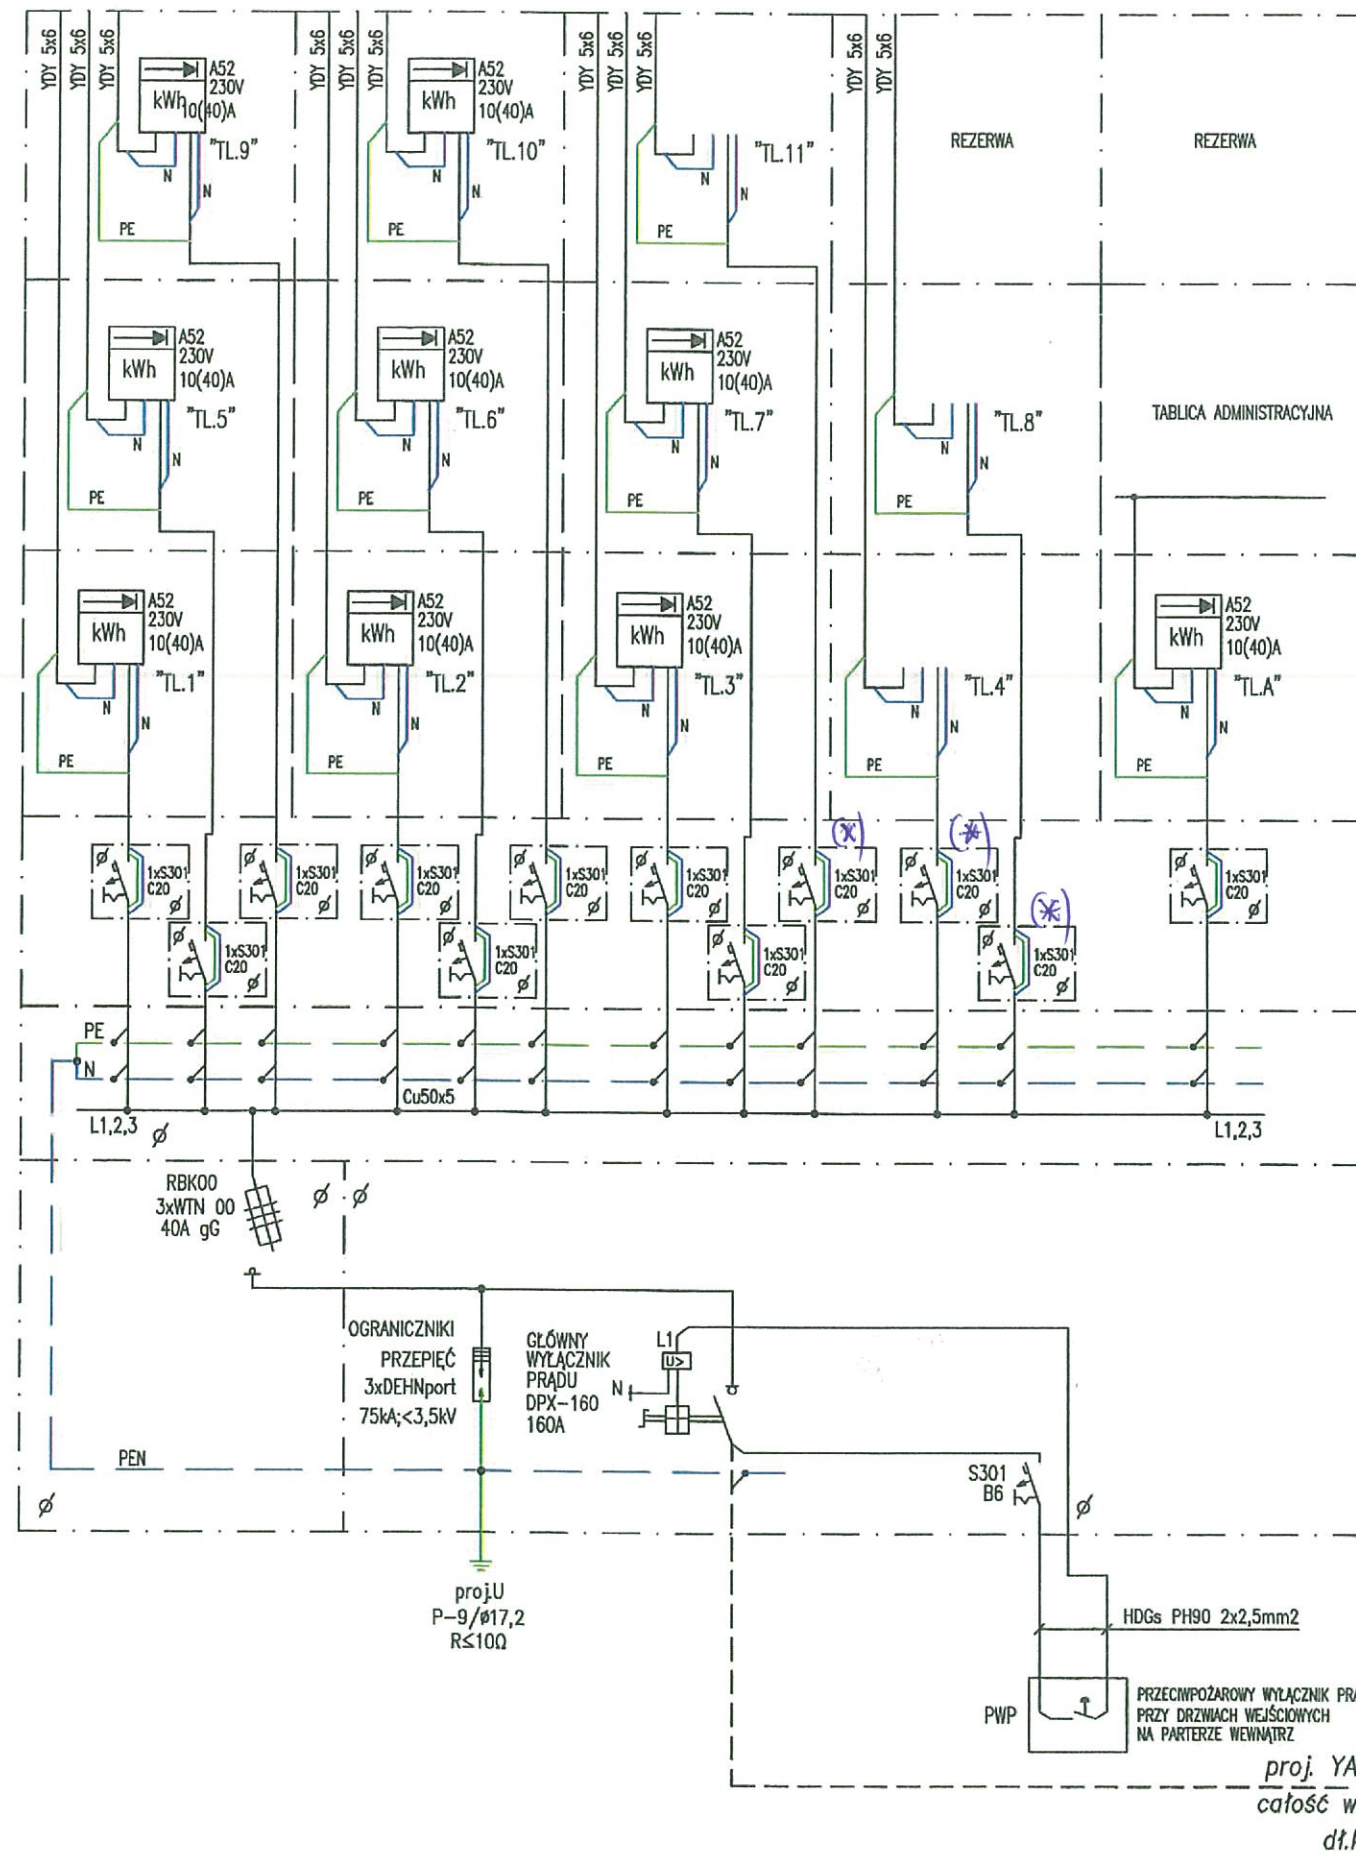 YDY 5x6
YDY 5x6
YDY 5x6
A52
230V
kWh
10(40)A
"TL.9"
N
N
PE
YDY 5x6
YDY 5x6
YDY 5x6
A52
230V
kWh
10(40)A
"TL.10"
N
N
PE
YDY 5x6
YDY 5x6
YDY 5x6
"TL.11"
N
N
PE
YDY 5x6
YDY 5x6
REZERWA
REZERWA
A52
230V
kWh
10(40)A
"TL.5"
N
N
PE
A52
230V
kWh
10(40)A
"TL.6"
N
N
PE
A52
230V
kWh
10(40)A
"TL.7"
N
N
PE
"TL.8"
N
N
PE
TABLICA ADMINISTRACYJNA
A52
230V
kWh
10(40)A
"TL.1"
N
N
PE
A52
230V
kWh
10(40)A
"TL.2"
N
N
PE
A52
230V
kWh
10(40)A
"TL.3"
N
N
PE
"TL.4"
N
N
PE
A52
230V
kWh
10(40)A
"TL.A"
N
N
PE
(*)
(*)
(*)
1xS301
C20
1xS301
C20
1xS301
C20
1xS301
C20
1xS301
C20
1xS301
C20
1xS301
C20
1xS301
C20
1xS301
C20
1xS301
C20
1xS301
C20
1xS301
C20
PE
N
Cu50x5
L1,2,3
L1,2,3
RBK00
3xWTN 00
40A gG
OGRANICZNIKI
PRZEPIĘĆ
3xDEHNport
75kA;<3,5kV
GŁÓWNY
WYŁĄCZNIK
PRĄDU
DPX-160
160A
L1
U>
N
PEN
S301
B6
proj.U
P-9/ø17,2
R≤10Ω
HDGs PH90 2x2,5mm2
PWP
PRZECIWPOŻAROWY WYŁĄCZNIK PRĄ
PRZY DRZWIACH WEJŚCIOWYCH
NA PARTERZE WEWNĄTRZ
proj. YA
całość w
dł.